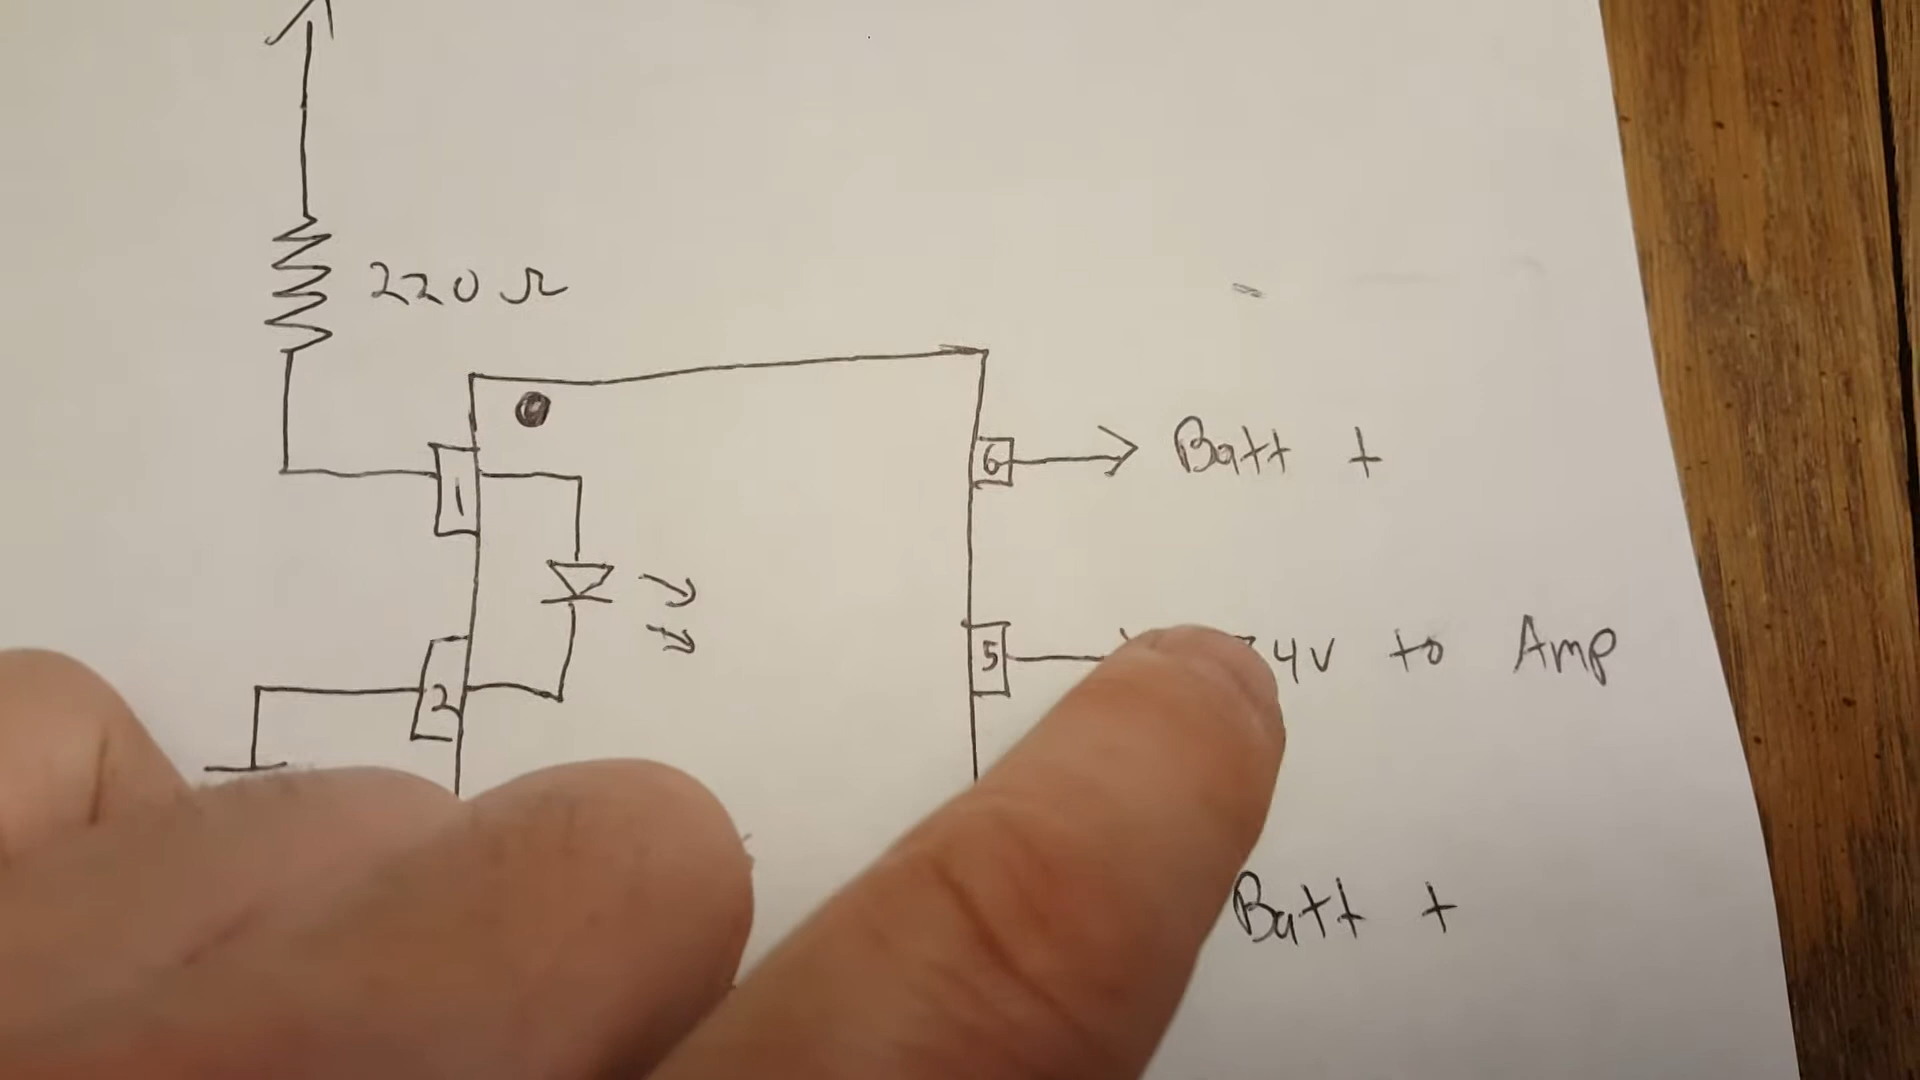 220 Ω
1
6
Batt +
2
5
4V to Amp
Batt +